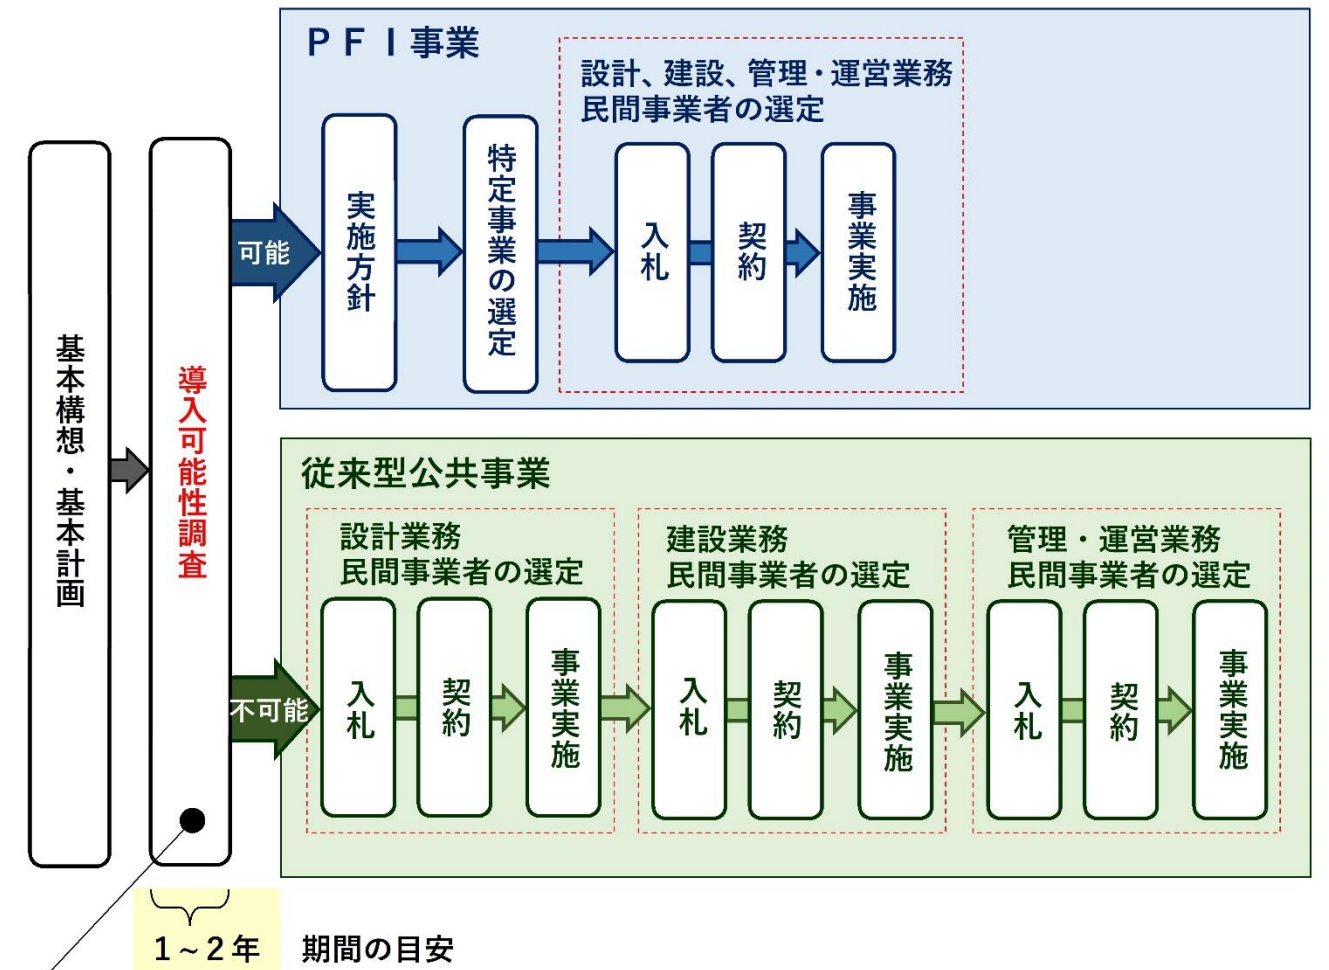 基本構想・基本計画
導入可能性調査
可能
ＰＦＩ事業
実施方針
特定事業の選定
設計、建設、管理・運営業務
民間事業者の選定
入札
契約
事業実施
不可能
従来型公共事業
設計業務
民間事業者の選定
入札
契約
事業実施
建設業務
民間事業者の選定
入札
契約
事業実施
管理・運営業務
民間事業者の選定
入札
契約
事業実施
１~２年
期間の目安